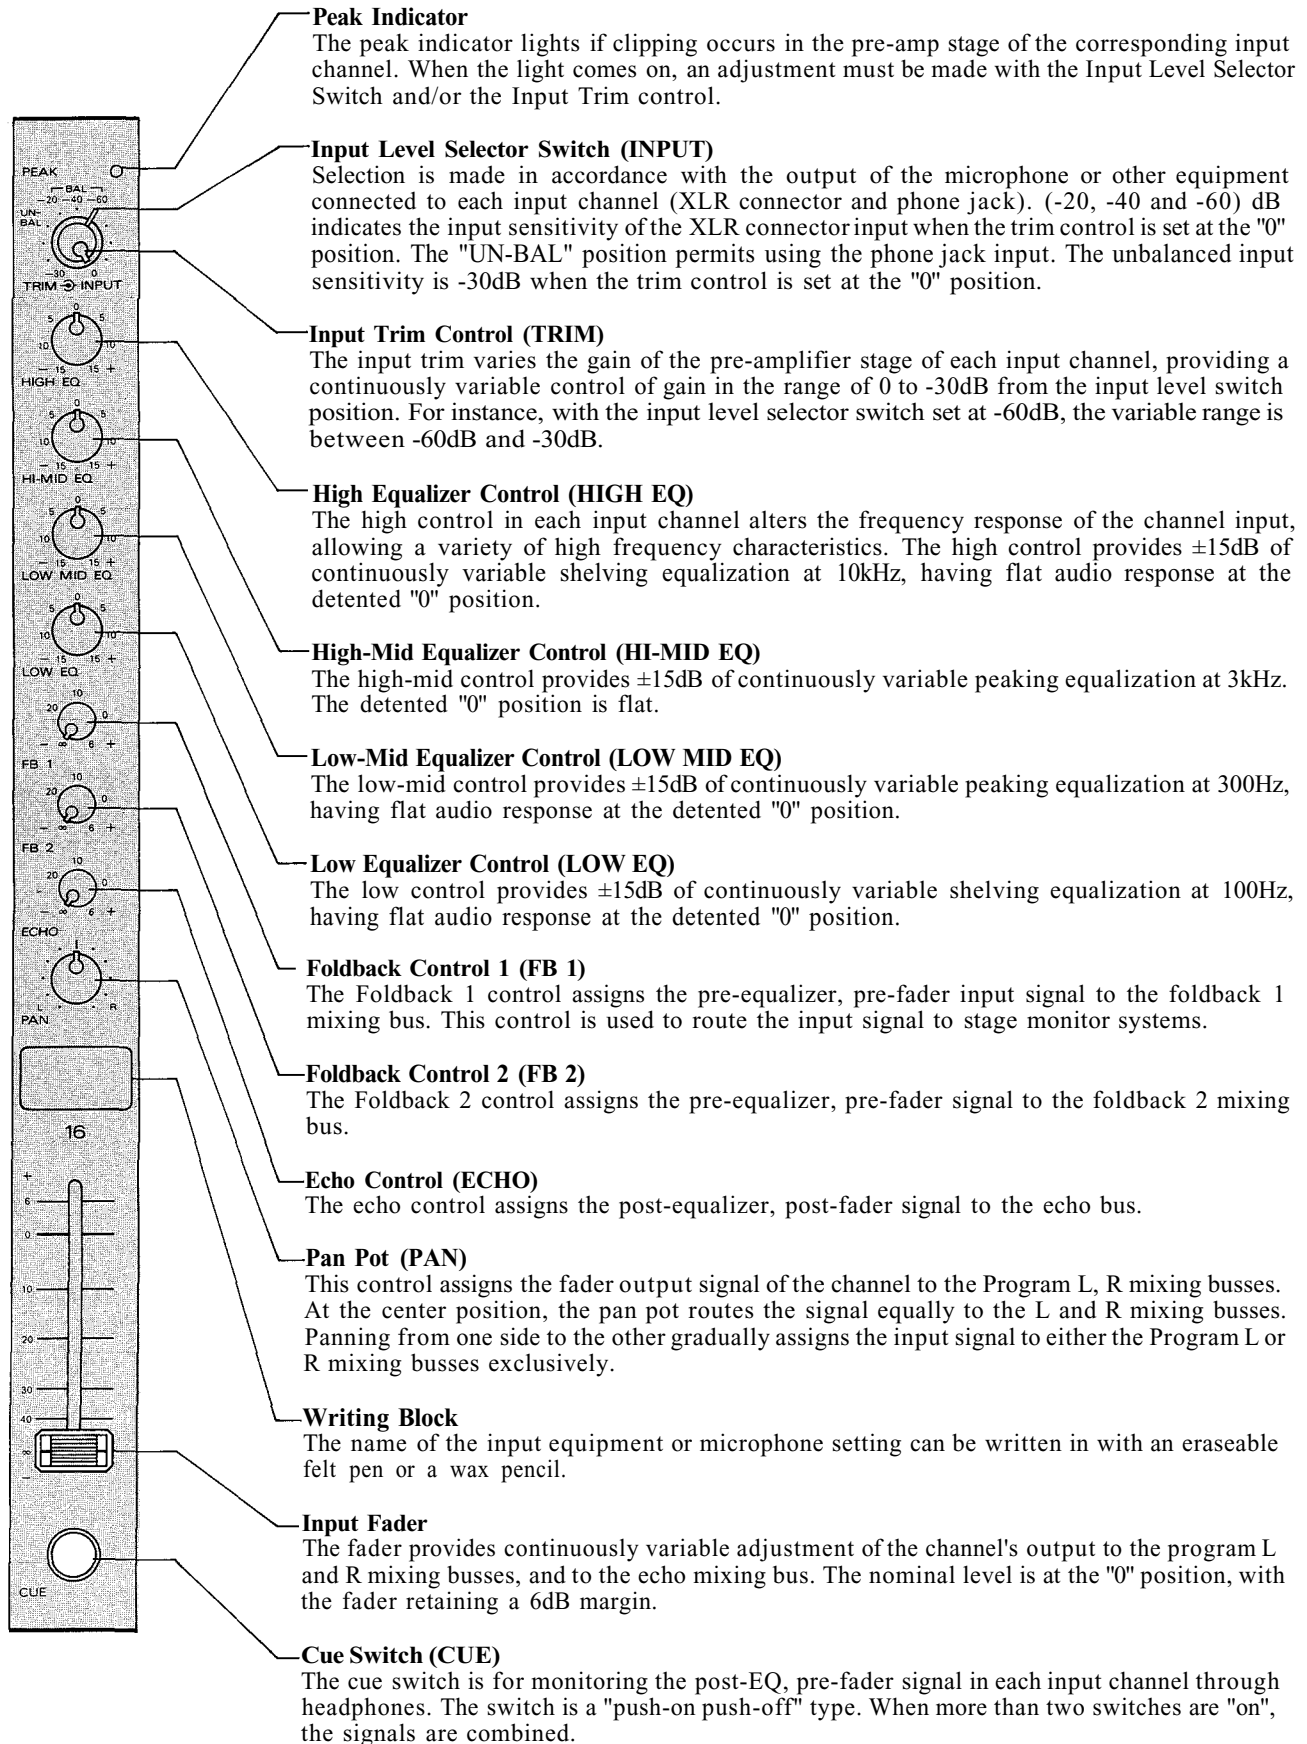 Peak Indicator
The peak indicator lights if clipping occurs in the pre-amp stage of the corresponding input
channel. When the light comes on, an adjustment must be made with the Input Level Selector
Switch and/or the Input Trim control.
Input Level Selector Switch (INPUT)
Selection is made in accordance with the output of the microphone or other equipment
connected to each input channel (XLR connector and phone jack). (-20, -40 and -60) dB
indicates the input sensitivity of the XLR connector input when the trim control is set at the "0"
position. The "UN-BAL" position permits using the phone jack input. The unbalanced input
sensitivity is -30dB when the trim control is set at the "0" position.
Input Trim Control (TRIM)
The input trim varies the gain of the pre-amplifier stage of each input channel, providing a
continuously variable control of gain in the range of 0 to -30dB from the input level switch
position. For instance, with the input level selector switch set at -60dB, the variable range is
between -60dB and -30dB.
High Equalizer Control (HIGH EQ)
The high control in each input channel alters the frequency response of the channel input,
allowing a variety of high frequency characteristics. The high control provides ±15dB of
continuously variable shelving equalization at 10kHz, having flat audio response at the
detented "0" position.
High-Mid Equalizer Control (HI-MID EQ)
The high-mid control provides ±15dB of continuously variable peaking equalization at 3kHz.
The detented "0" position is flat.
Low-Mid Equalizer Control (LOW MID EQ)
The low-mid control provides ±15dB of continuously variable peaking equalization at 300Hz,
having flat audio response at the detented "0" position.
Low Equalizer Control (LOW EQ)
The low control provides ±15dB of continuously variable shelving equalization at 100Hz,
having flat audio response at the detented "0" position.
Foldback Control 1 (FB 1)
The Foldback 1 control assigns the pre-equalizer, pre-fader input signal to the foldback 1
mixing bus. This control is used to route the input signal to stage monitor systems.
Foldback Control 2 (FB 2)
The Foldback 2 control assigns the pre-equalizer, pre-fader signal to the foldback 2 mixing
bus.
Echo Control (ECHO)
The echo control assigns the post-equalizer, post-fader signal to the echo bus.
Pan Pot (PAN)
This control assigns the fader output signal of the channel to the Program L, R mixing busses.
At the center position, the pan pot routes the signal equally to the L and R mixing busses.
Panning from one side to the other gradually assigns the input signal to either the Program L or
R mixing busses exclusively.
Writing Block
The name of the input equipment or microphone setting can be written in with an eraseable
felt pen or a wax pencil.
Input Fader
The fader provides continuously variable adjustment of the channel's output to the program L
and R mixing busses, and to the echo mixing bus. The nominal level is at the "0" position, with
the fader retaining a 6dB margin.
Cue Switch (CUE)
The cue switch is for monitoring the post-EQ, pre-fader signal in each input channel through
headphones. The switch is a "push-on push-off" type. When more than two switches are "on",
the signals are combined.
PEAK
BAL
-20 -40 -60
UN-
BAL
-30 0
TRIM INPUT
0
5 5
10 10
- 15 15 +
HIGH EQ
0
5 5
10 10
- 15 15 +
HI-MID EQ
0
5 5
10 10
- 15 15 +
LOW MID EQ
0
5 5
10 10
- 15 15 +
LOW EQ
10
20 0
- ∞ 6 +
FB 1
10
20 0
- ∞ 6 +
FB 2
10
20 0
- ∞ 6 +
ECHO
L R
PAN
16
+
6
0
10
20
30
40
-
CUE